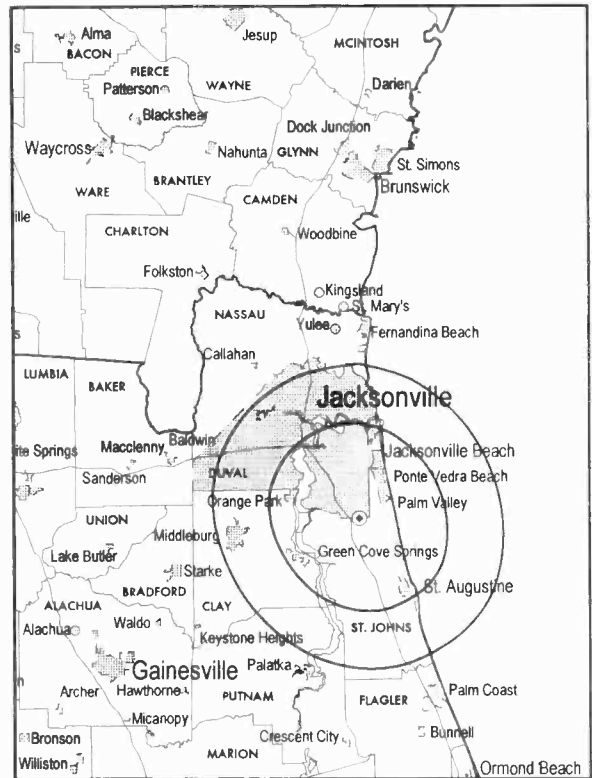 Alma
BACON
s
Jesup
MCINTOSH
PIERCE
Patterson
WAYNE
Darien
Blackshear
Dock Junction
Waycross
Nahunta
GLYNN
St. Simons
Brunswick
WARE
BRANTLEY
CAMDEN
ville
CHARLTON
Woodbine
Folkston
Kingsland
St. Mary's
NASSAU
Yulee
Fernandina Beach
s
Callahan
LUMBIA
BAKER
Jacksonville
Baldwin
Jacksonville Beach
ite Springs
Macclenny
Sanderson
DUVAL
Ponte Vedra Beach
Orange Park
Palm Valley
UNION
Middleburg
Lake Butler
Green Cove Springs
Starke
St. Augustine
BRADFORD
CLAY
ALACHUA
Waldo
ST. JOHNS
Alachua
Keystone Heights
Gainesville
Palatka
Archer
Hawthorne
PUTNAM
FLAGLER
Palm Coast
Micanopy
Bronson
Crescent City
Bunnell
Williston
MARION
Ormond Beach